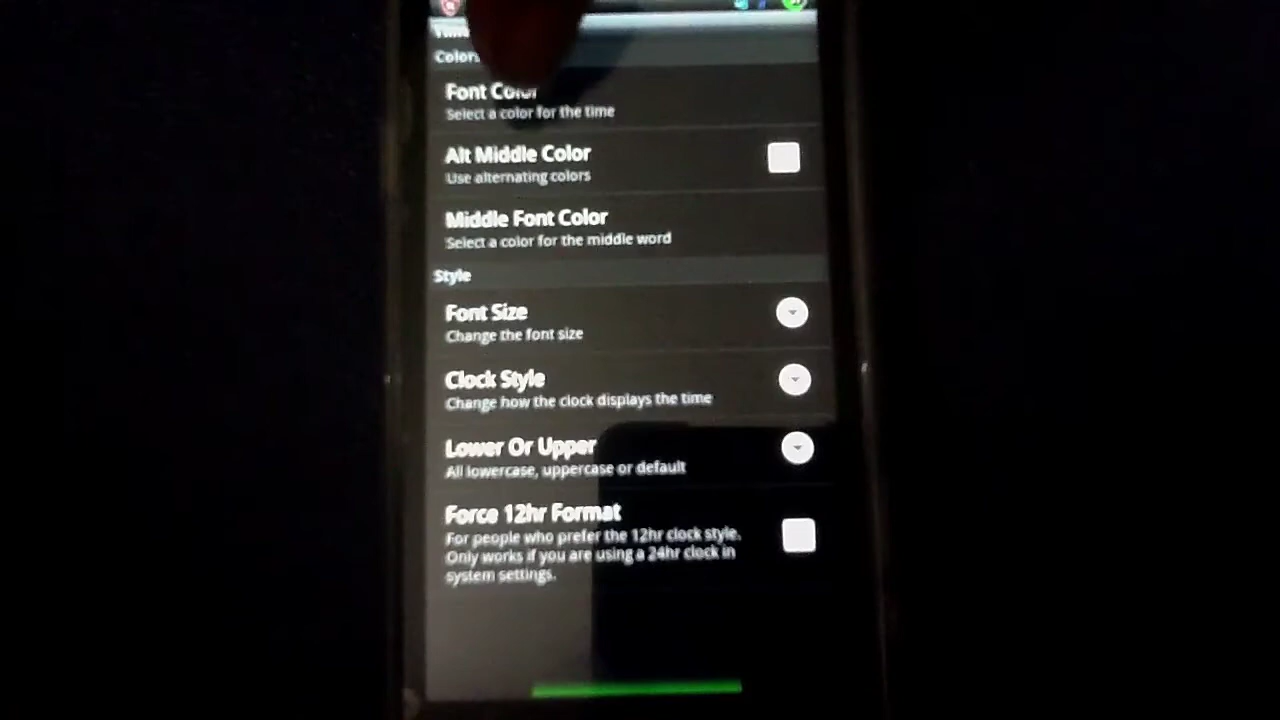 Time
Colors
Font Color
Select a color for the time
Alt Middle Color
Use alternating colors
Middle Font Color
Select a color for the middle word
Style
Font Size
Change the font size
Clock Style
Change how the clock displays the time
Lower Or Upper
All lowercase, uppercase or default
Force 12hr Format
For people who prefer the 12hr clock style.
Only works if you are using a 24hr clock in
system settings.